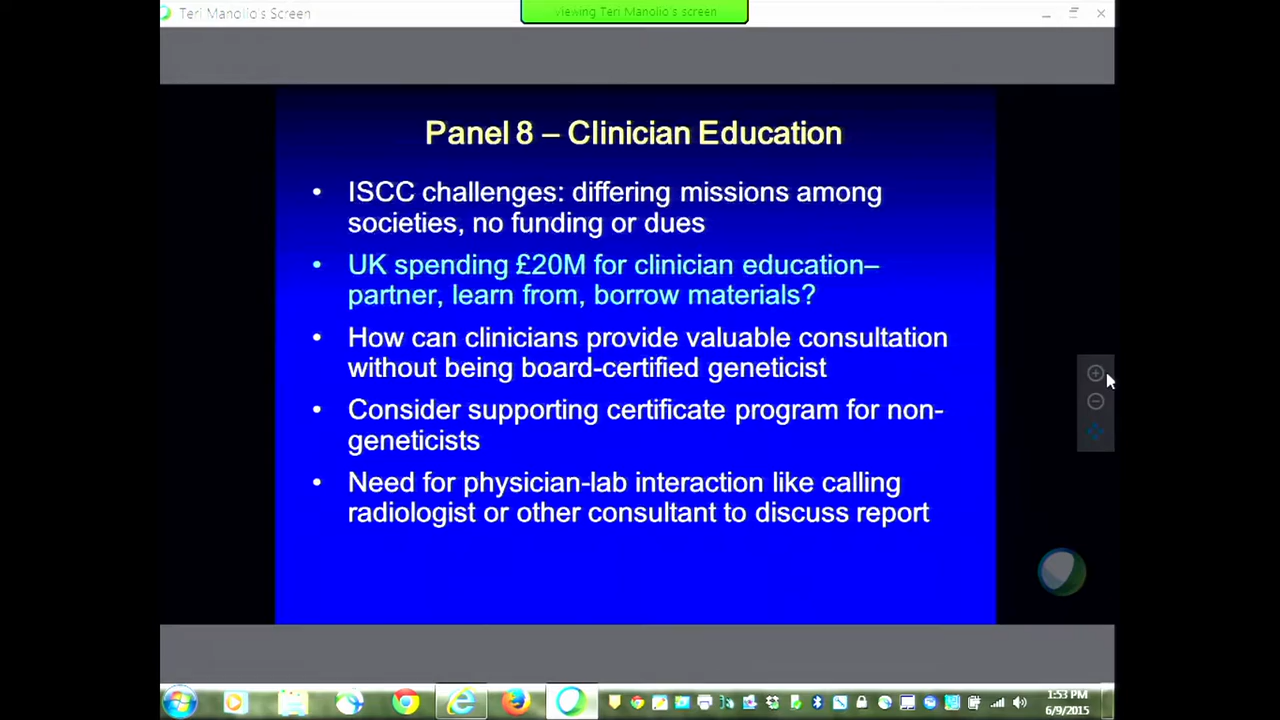 Teri Manolio's Screen
viewing Teri Manolio's screen
Panel 8 – Clinician Education
• ISCC challenges: differing missions among
societies, no funding or dues
• UK spending £20M for clinician education–
partner, learn from, borrow materials?
• How can clinicians provide valuable consultation
without being board-certified geneticist
• Consider supporting certificate program for non-
geneticists
• Need for physician-lab interaction like calling
radiologist or other consultant to discuss report
1:53 PM
6/9/2015